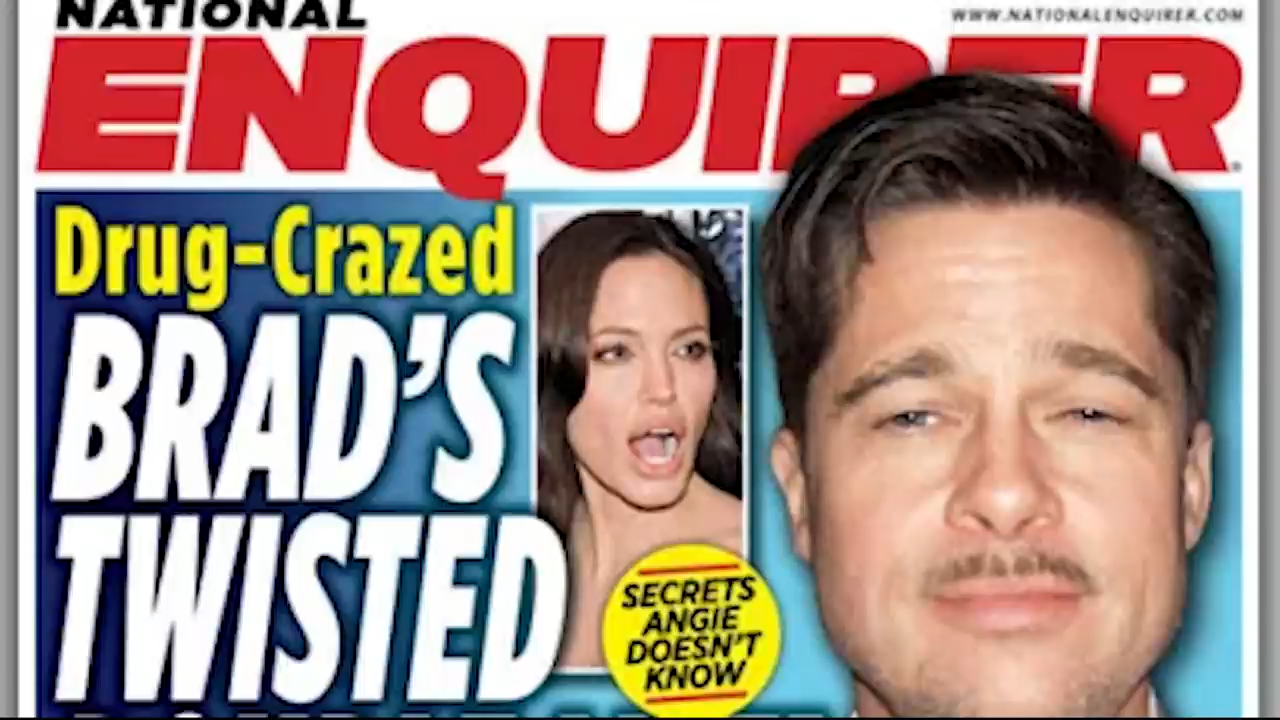 NATIONAL
WWW.NATIONALENQUIRER.COM
ENQUIRER
Drug-Crazed
BRAD'S
TWISTED
SECRETS
ANGIE
DOESN'T
KNOW